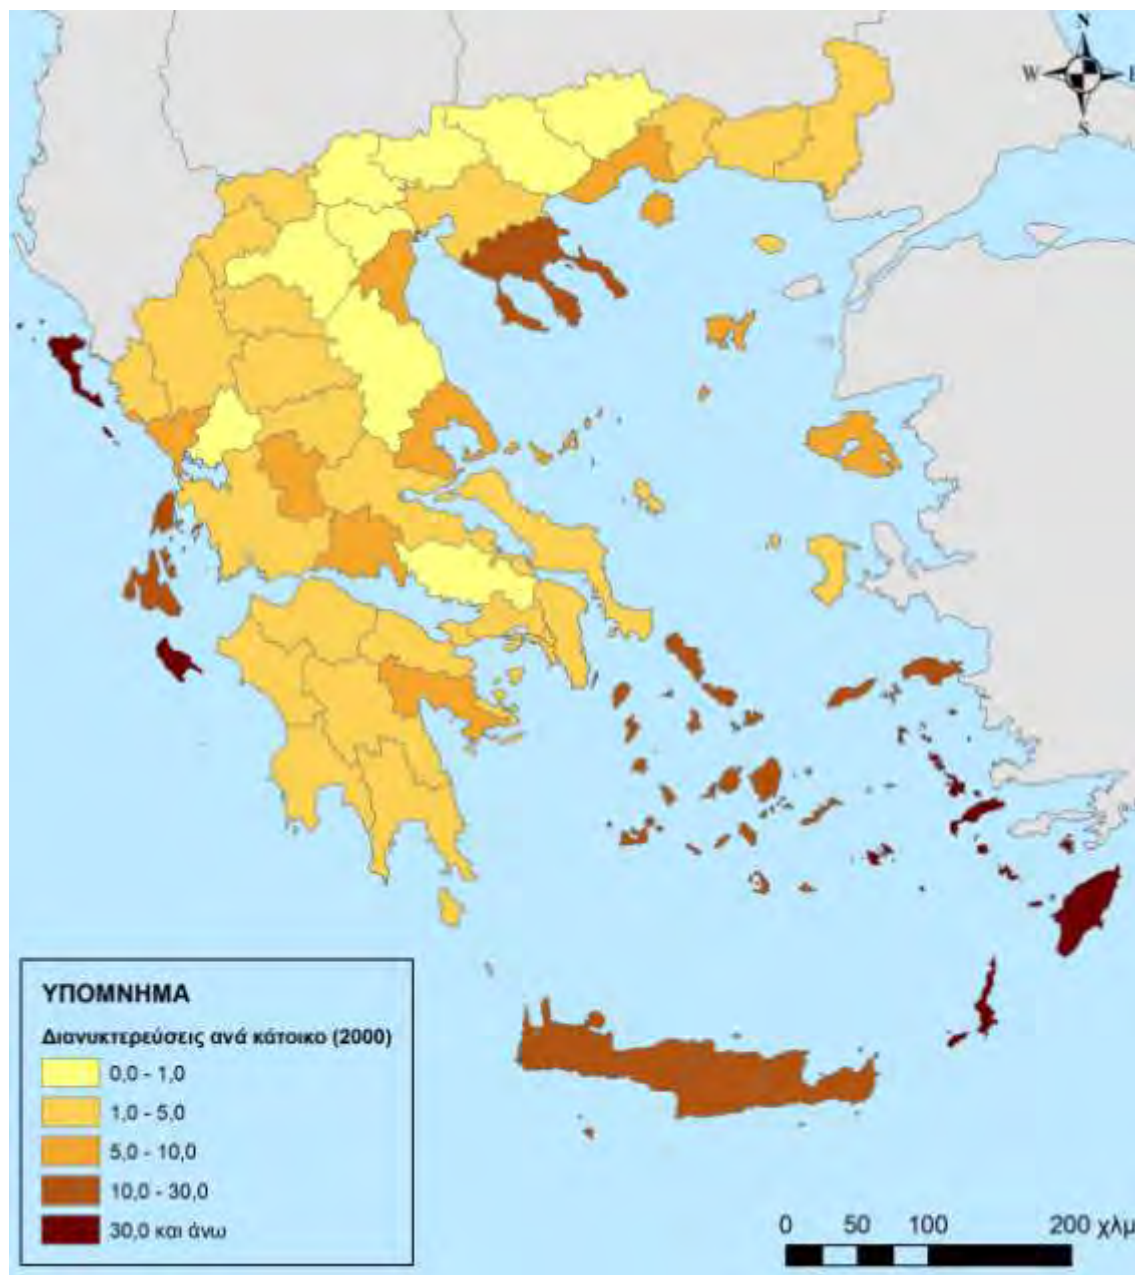 N
W E
S
ΥΠΟΜΝΗΜΑ
Διανυκτερεύσεις ανά κάτοικο (2000)
0,0 - 1,0
1,0 - 5,0
5,0 - 10,0
10,0 - 30,0
30,0 και άνω
0 50 100 200 χλμ